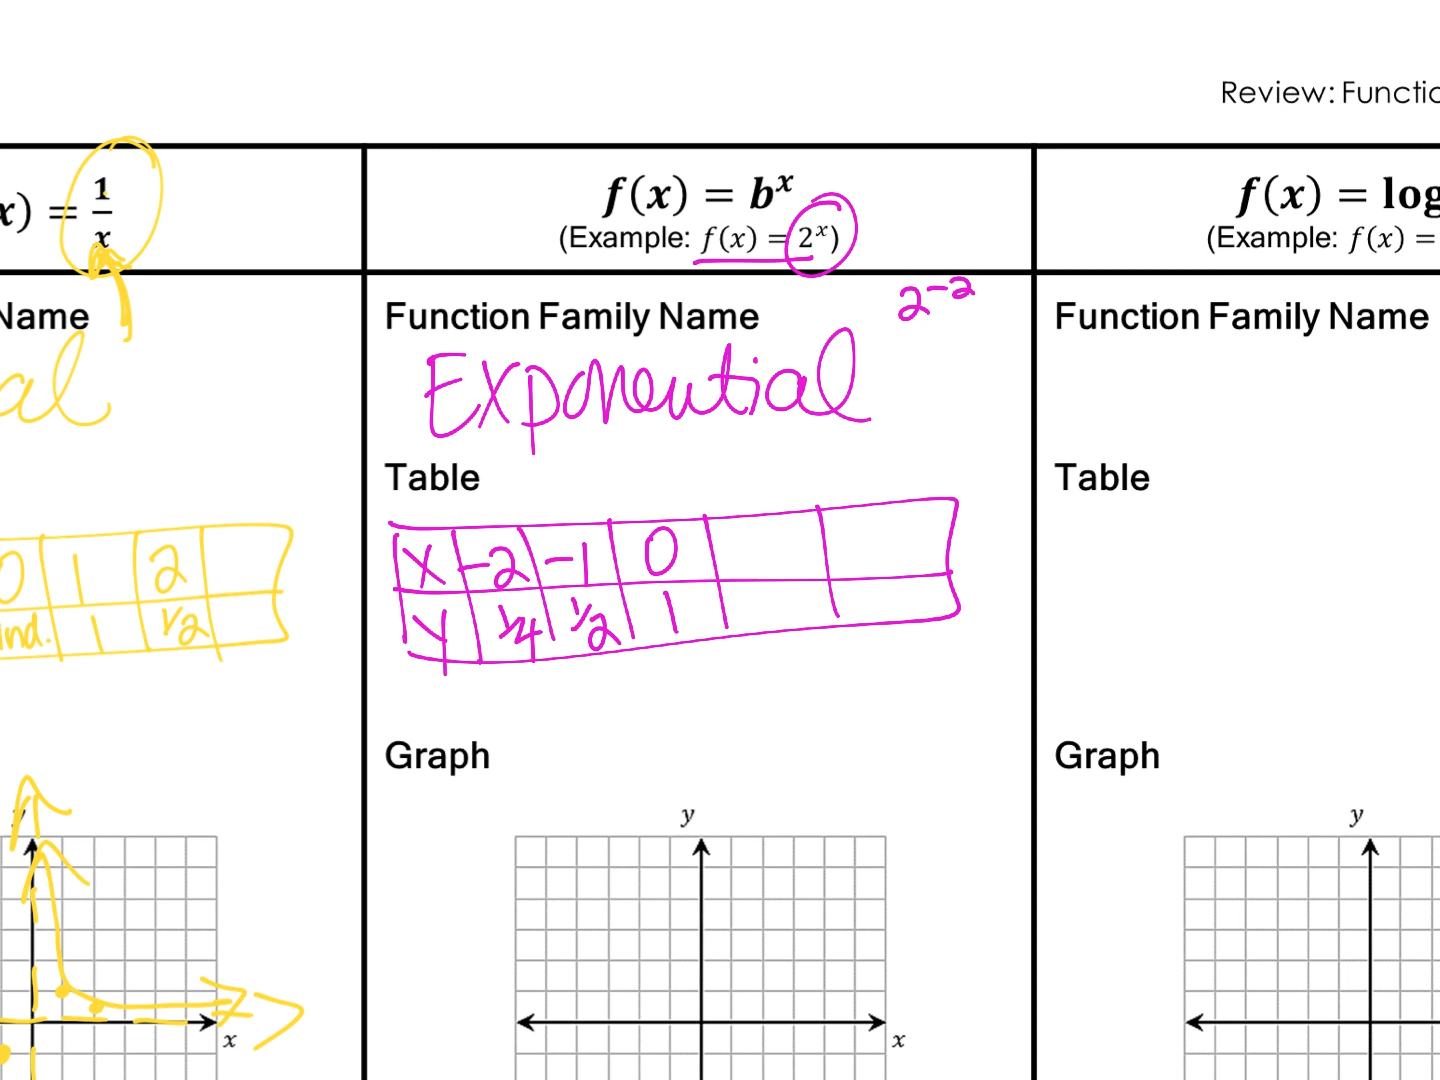 Review: Functio
x) = 1/x
Name
al
0 1 2
ind. 1 1/2
y
x
f(x) = b^x
(Example: f(x) = 2^x)
2^-2
Function Family Name
Exponential
Table
X -2 -1 0
Y 1/4 1/2 1
Graph
y
x
f(x) = log
(Example: f(x) =
Function Family Name
Table
Graph
y